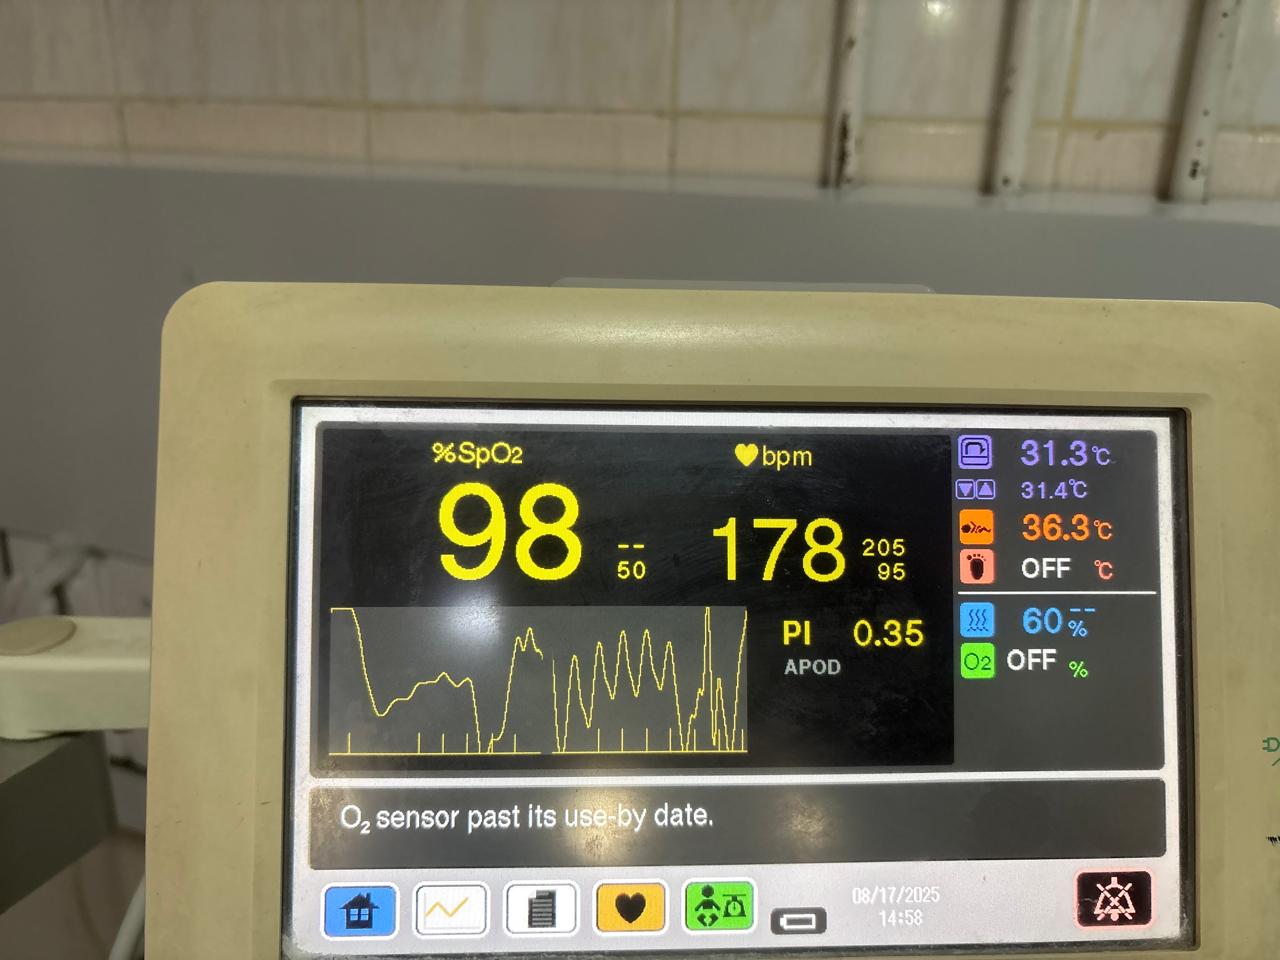 %SpO2
98
--
50
bpm
178
205
95
PI 0.35
APOD
31.3℃
31.4℃
36.3℃
OFF ℃
60 -- %
O2 OFF %
O₂ sensor past its use-by date.
08/17/2025
14:58